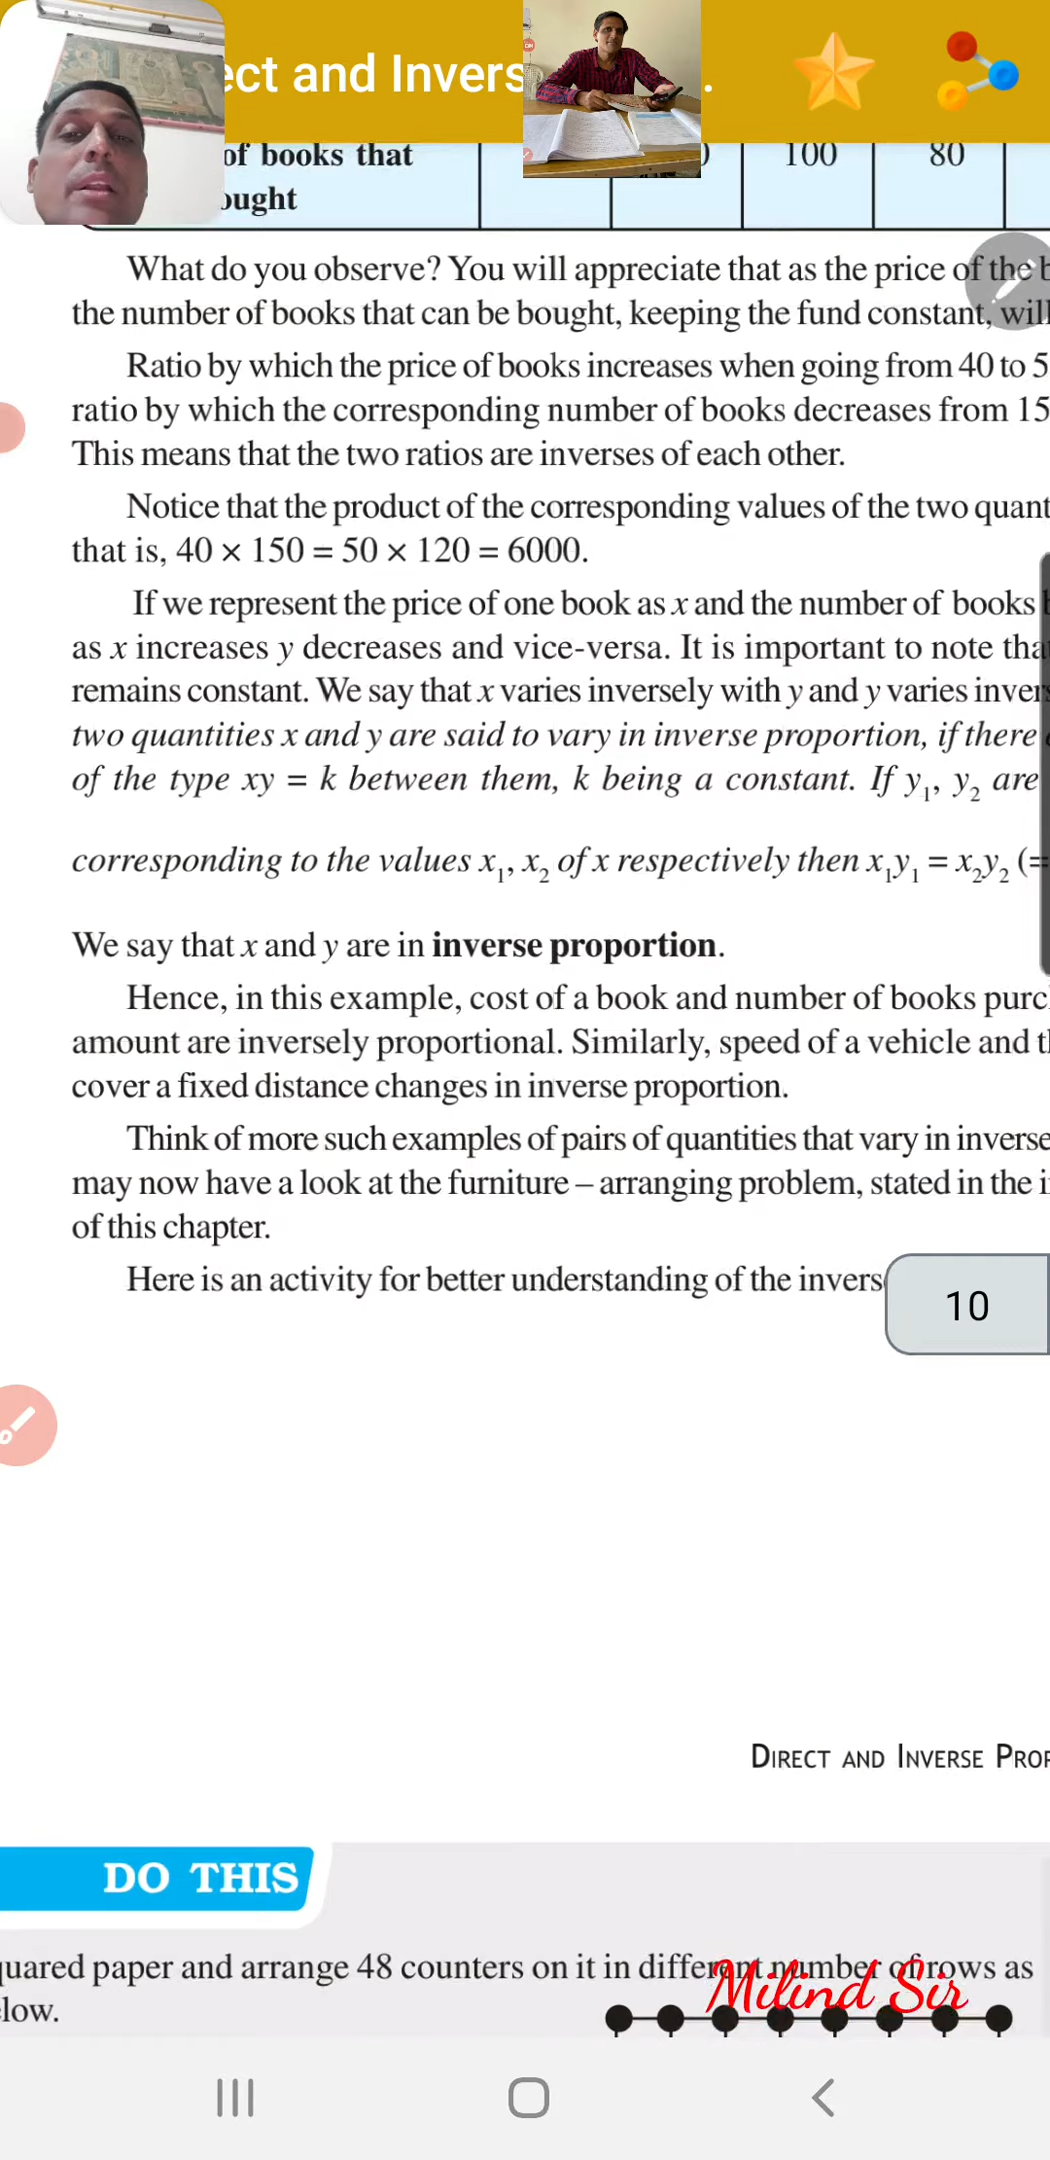 ect and Invers
.
of books that
ought
100
80
What do you observe? You will appreciate that as the price of the b
the number of books that can be bought, keeping the fund constant, will
Ratio by which the price of books increases when going from 40 to 5
ratio by which the corresponding number of books decreases from 15
This means that the two ratios are inverses of each other.
Notice that the product of the corresponding values of the two quant
that is, 40 × 150 = 50 × 120 = 6000.
If we represent the price of one book as x and the number of books b
as x increases y decreases and vice-versa. It is important to note that
remains constant. We say that x varies inversely with y and y varies invers
two quantities x and y are said to vary in inverse proportion, if there
of the type xy = k between them, k being a constant. If y₁, y₂ are
corresponding to the values x₁, x₂ of x respectively then x₁y₁ = x₂y₂ (=
We say that x and y are in inverse proportion.
Hence, in this example, cost of a book and number of books purc
amount are inversely proportional. Similarly, speed of a vehicle and th
cover a fixed distance changes in inverse proportion.
Think of more such examples of pairs of quantities that vary in inverse
may now have a look at the furniture – arranging problem, stated in the i
of this chapter.
Here is an activity for better understanding of the invers
10
DIRECT AND INVERSE PROP
DO THIS
quared paper and arrange 48 counters on it in different number of rows as
low.
Milind Sir